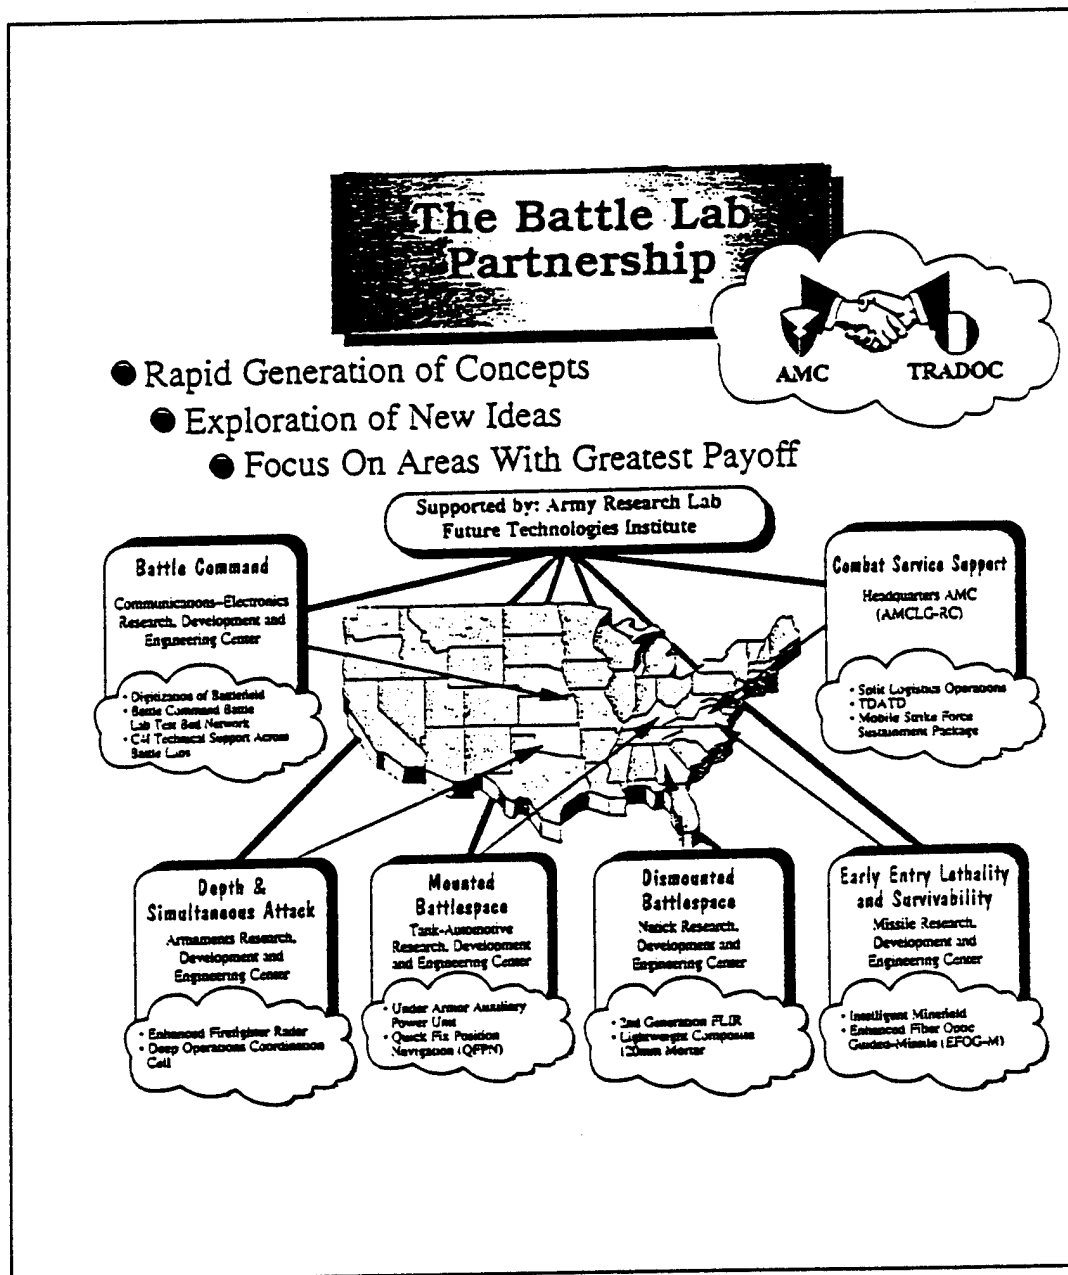 The Battle Lab
Partnership
AMC
TRADOC
● Rapid Generation of Concepts
● Exploration of New Ideas
● Focus On Areas With Greatest Payoff
Supported by: Army Research Lab
Future Technologies Institute
Battle Command
Communications-Electronics
Research, Development and
Engineering Center
• Digitization of Battlefield
• Battle Command Battle
Lab Test Bed Network
• C4I Technical Support Across
Battle Labs
Combat Service Support
Headquarters AMC
(AMCLG-RC)
• Split Logistics Operations
• TDATD
• Mobile Strike Force
Sustainment Package
Depth &
Simultaneous Attack
Armaments Research,
Development and
Engineering Center
• Enhanced Firefighter Radar
• Deep Operations Coordination
Cell
Mounted
Battlespace
Tank-Automotive
Research, Development
and Engineering Center
• Under Armor Auxiliary
Power Unit
• Quick Fix Position
Navigation (QFPN)
Dismounted
Battlespace
Natick Research,
Development and
Engineering Center
• 2nd Generation FLIR
• Lightweight Composite
120mm Mortar
Early Entry Lethality
and Survivability
Missile Research,
Development and
Engineering Center
• Intelligent Minefield
• Enhanced Fiber Optic
Guided-Missile (EFOG-M)